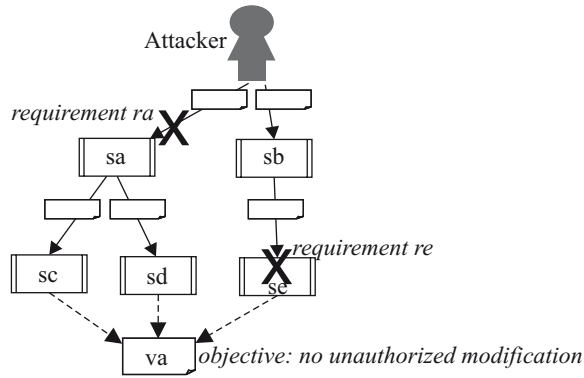 Attacker
requirement ra
sa
sb
requirement re
sc
sd
se
va
objective: no unauthorized modification